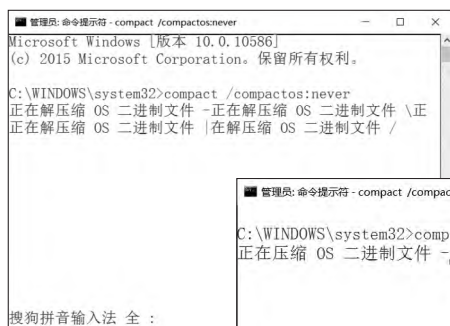 管理员: 命令提示符 - compact /compactos:never
Microsoft Windows [版本 10.0.10586]
(c) 2015 Microsoft Corporation。保留所有权利。
C:\WINDOWS\system32>compact /compactos:never
正在解压缩 OS 二进制文件 -正在解压缩 OS 二进制文件 \正
正在解压缩 OS 二进制文件 |在解压缩 OS 二进制文件 /
搜狗拼音输入法 全 :
管理员: 命令提示符 - compact /compac
C:\WINDOWS\system32>comp
正在压缩 OS 二进制文件 -